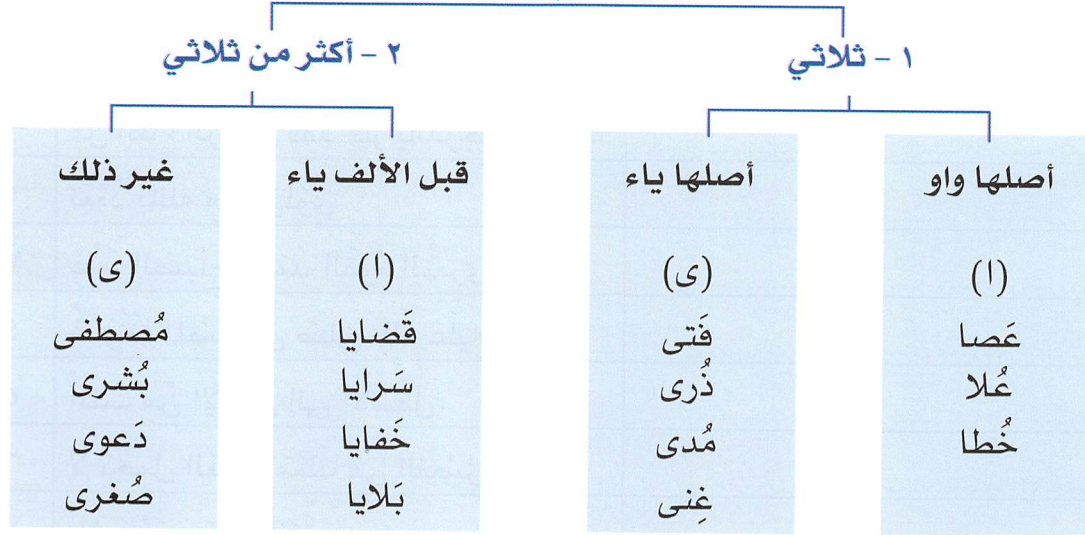 ١ - ثلاثي
٢ - أكثر من ثلاثي
أصلها واو
(ا)
عَصا
عُلا
خُطا
أصلها ياء
(ى)
فَتى
ذُرى
مُدى
غِنى
قبل الألف ياء
(ا)
قَضايا
سَرايا
خَفايا
بَلايا
غير ذلك
(ى)
مُصطفى
بُشرى
دَعوى
صُغرى